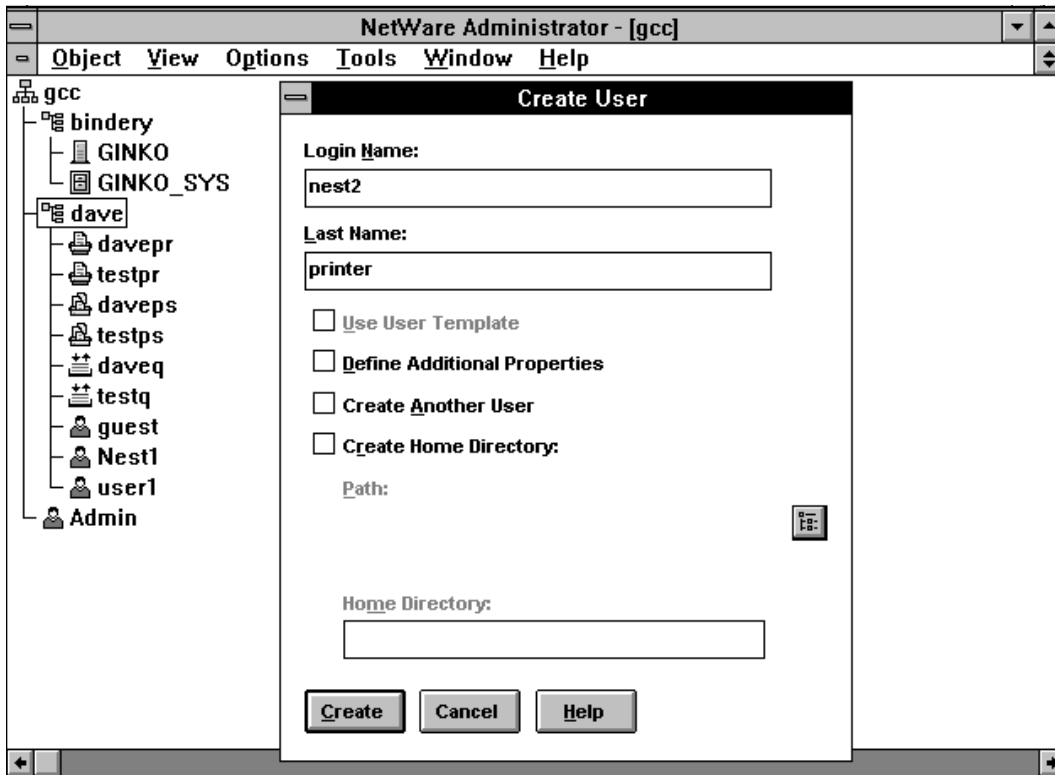 NetWare Administrator - [gcc]
Object View Options Tools Window Help
gcc
bindery
GINKO
GINKO_SYS
dave
davepr
testpr
daveps
testps
daveq
testq
guest
Nest1
user1
Admin
Create User
Login Name:
nest2
Last Name:
printer
Use User Template
Define Additional Properties
Create Another User
Create Home Directory:
Path:
Home Directory:
Create Cancel Help